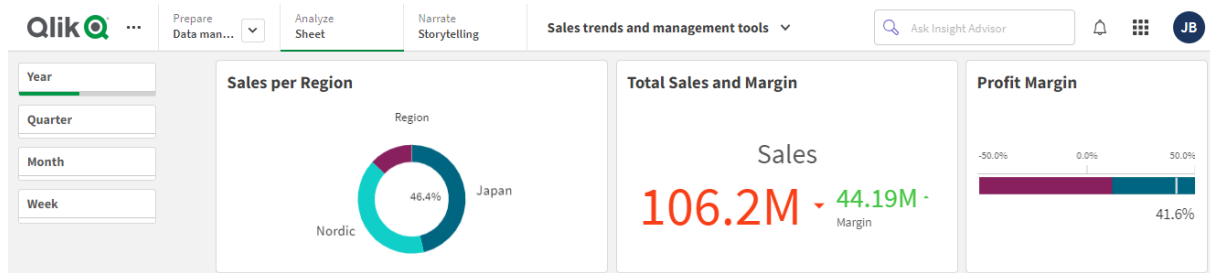 Qlik
...
Prepare
Data man...
Analyze
Sheet
Narrate
Storytelling
Sales trends and management tools
Ask Insight Advisor
JB
Year
Quarter
Month
Week
Sales per Region
Region
46.4%
Japan
Nordic
Total Sales and Margin
Sales
106.2M
44.19M
Margin
Profit Margin
-50.0% 0.0% 50.0%
41.6%